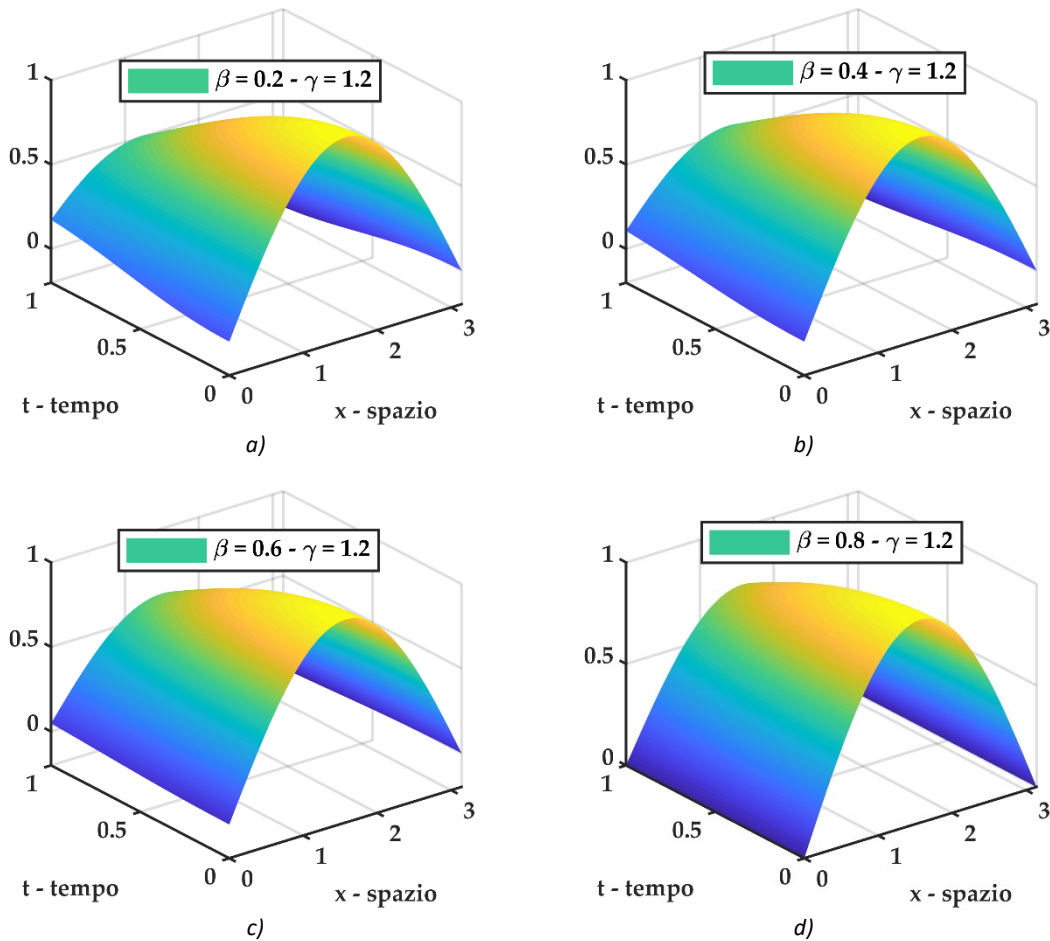 1
β = 0.2 - γ = 1.2
0.5
0
1
0.5
0
0
1
2
3
t - tempo
x - spazio
a)
1
β = 0.4 - γ = 1.2
0.5
0
1
0.5
0
0
1
2
3
t - tempo
x - spazio
b)
1
β = 0.6 - γ = 1.2
0.5
0
1
0.5
0
0
1
2
3
t - tempo
x - spazio
c)
1
β = 0.8 - γ = 1.2
0.5
0
1
0.5
0
0
1
2
3
t - tempo
x - spazio
d)